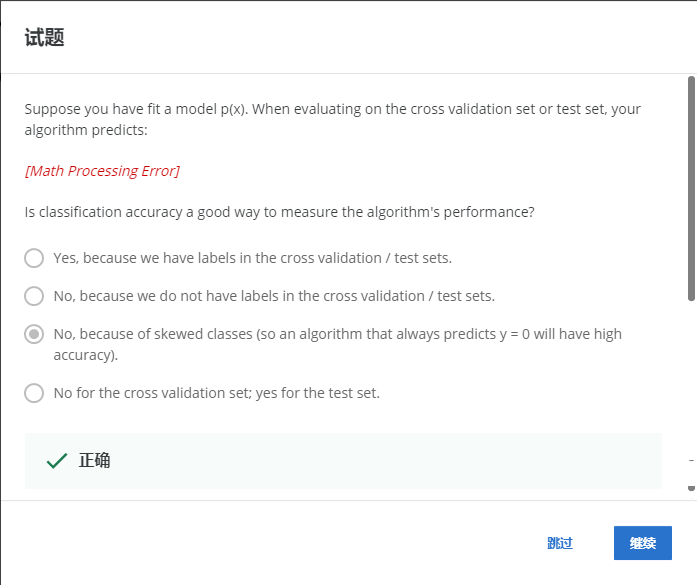 试题
Suppose you have fit a model p(x). When evaluating on the cross validation set or test set, your
algorithm predicts:
[Math Processing Error]
Is classification accuracy a good way to measure the algorithm's performance?
Yes, because we have labels in the cross validation / test sets.
No, because we do not have labels in the cross validation / test sets.
No, because of skewed classes (so an algorithm that always predicts y = 0 will have high
accuracy).
No for the cross validation set; yes for the test set.
正确
跳过
继续